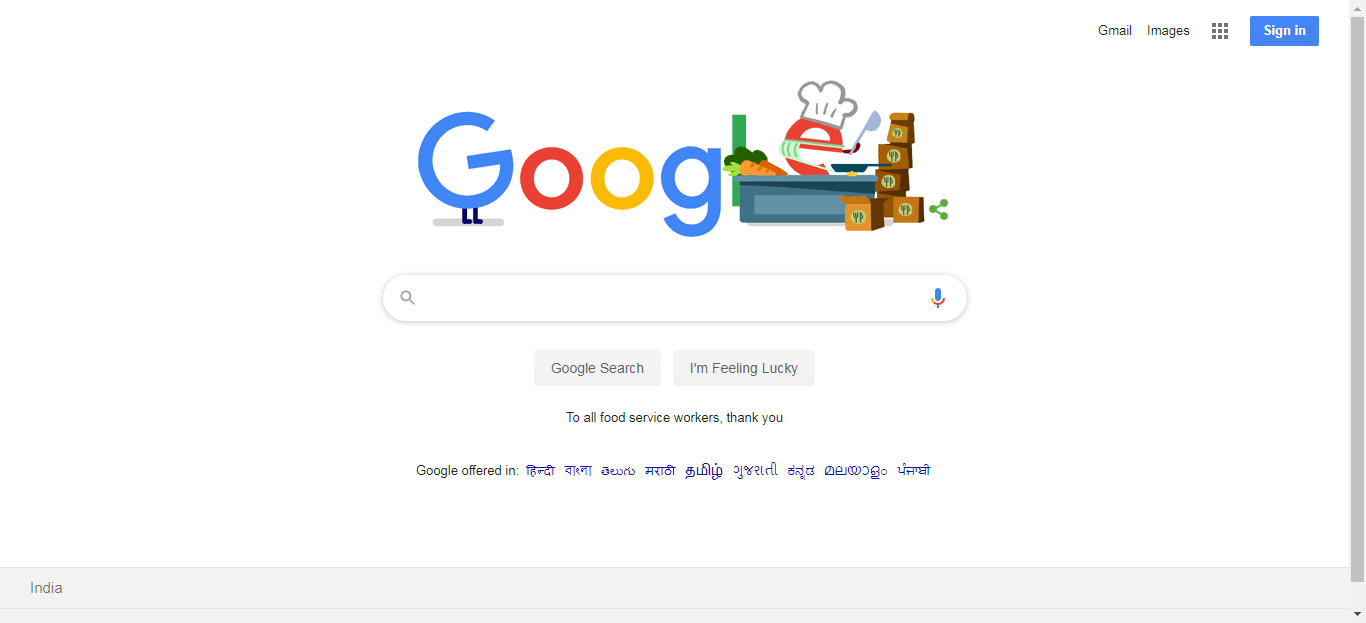 Gmail Images Sign in
Google
Google Search I'm Feeling Lucky
To all food service workers, thank you
Google offered in: हिन्दी বাংলা తెలుగు मराठी தமிழ் ગુજરાતી ಕನ್ನಡ മലയാളം ਪੰਜਾਬੀ
India